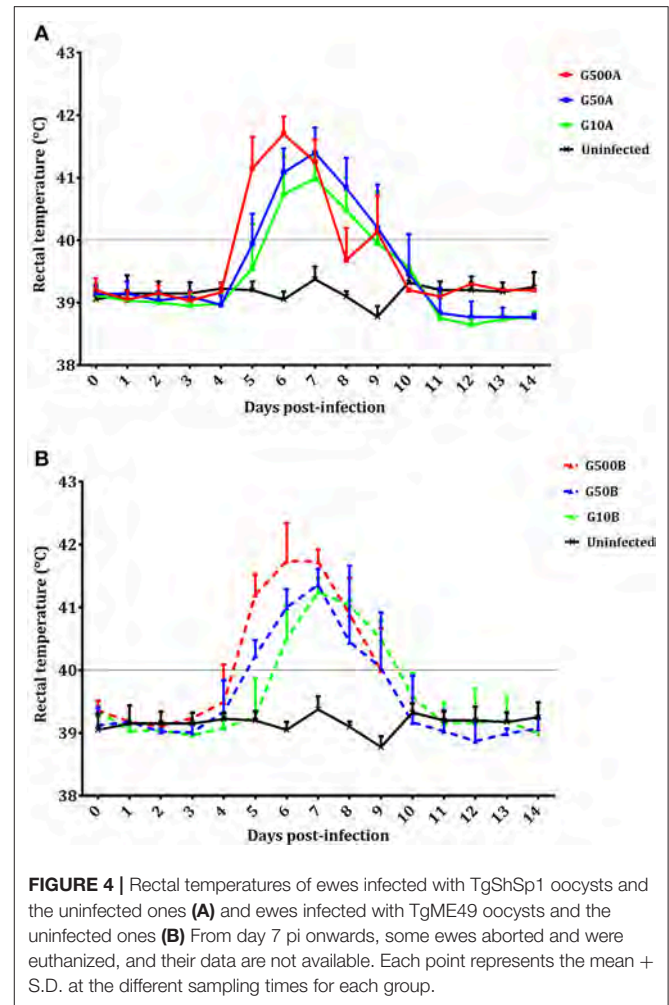 A
43
42
41
40
39
38
Rectal temperature (°C)
0 1 2 3 4 5 6 7 8 9 10 11 12 13 14
Days post-infection
G500A
G50A
G10A
Uninfected
B
43
42
41
40
39
38
Rectal temperature (°C)
0 1 2 3 4 5 6 7 8 9 10 11 12 13 14
Days post-infection
G500B
G50B
G10B
Uninfected
FIGURE 4 | Rectal temperatures of ewes infected with TgShSp1 oocysts and
the uninfected ones (A) and ewes infected with TgME49 oocysts and the
uninfected ones (B) From day 7 pi onwards, some ewes aborted and were
euthanized, and their data are not available. Each point represents the mean +
S.D. at the different sampling times for each group.